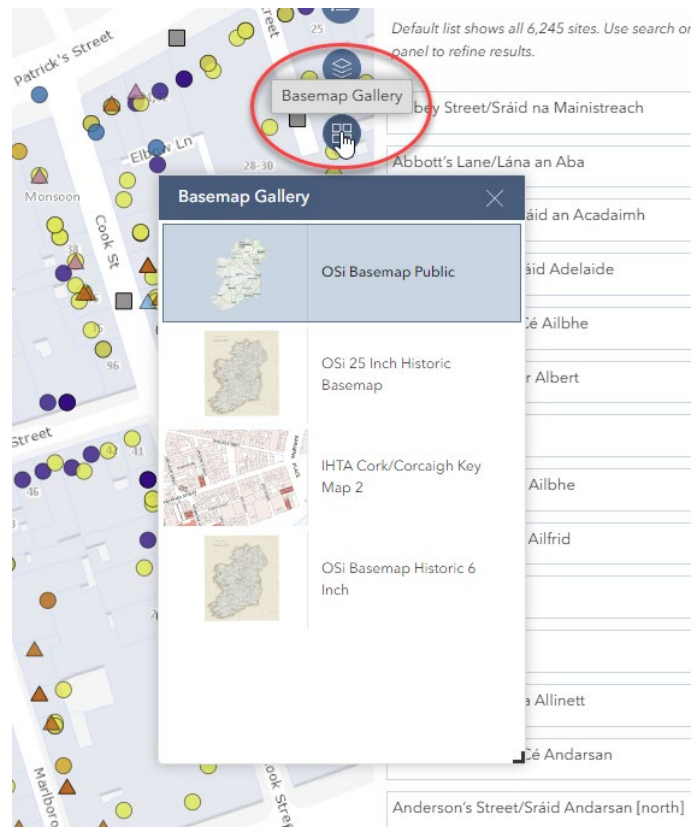 Patrick's Street
25
Default list shows all 6,245 sites. Use search or
panel to refine results.
Basemap Gallery
Abbott's Lane/Lána an Aba
Elbow Ln
28-30
Monsoon
Cook St
38
35
96
Street
42
41
46
Basemap Gallery
OSi Basemap Public
OSi 25 Inch Historic
Basemap
IHTA Cork/Corcaigh Key
Map 2
OSi Basemap Historic 6
Inch
bey Street/Sráid na Mainistreach
áid an Acadaimh
áid Adelaide
Cé Ailbhe
r Albert
Ailbhe
Ailfrid
a Allinett
Cé Andarsan
Anderson's Street/Sráid Andarsan [north]
Marlboro
ook Stre